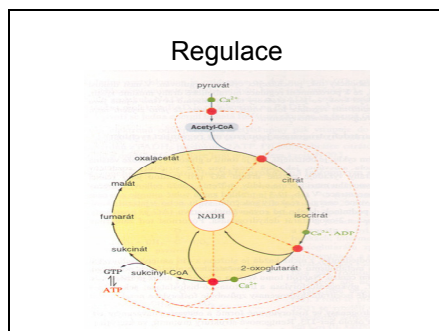 Regulace
pyruvát
Ca²⁺
Acetyl-CoA
oxalacetát
citrát
malát
isocitrát
NADH
Ca²⁺, ADP
fumarát
sukcinát
2-oxoglutarát
sukcinyl-CoA
GTP
Ca²⁺
ATP